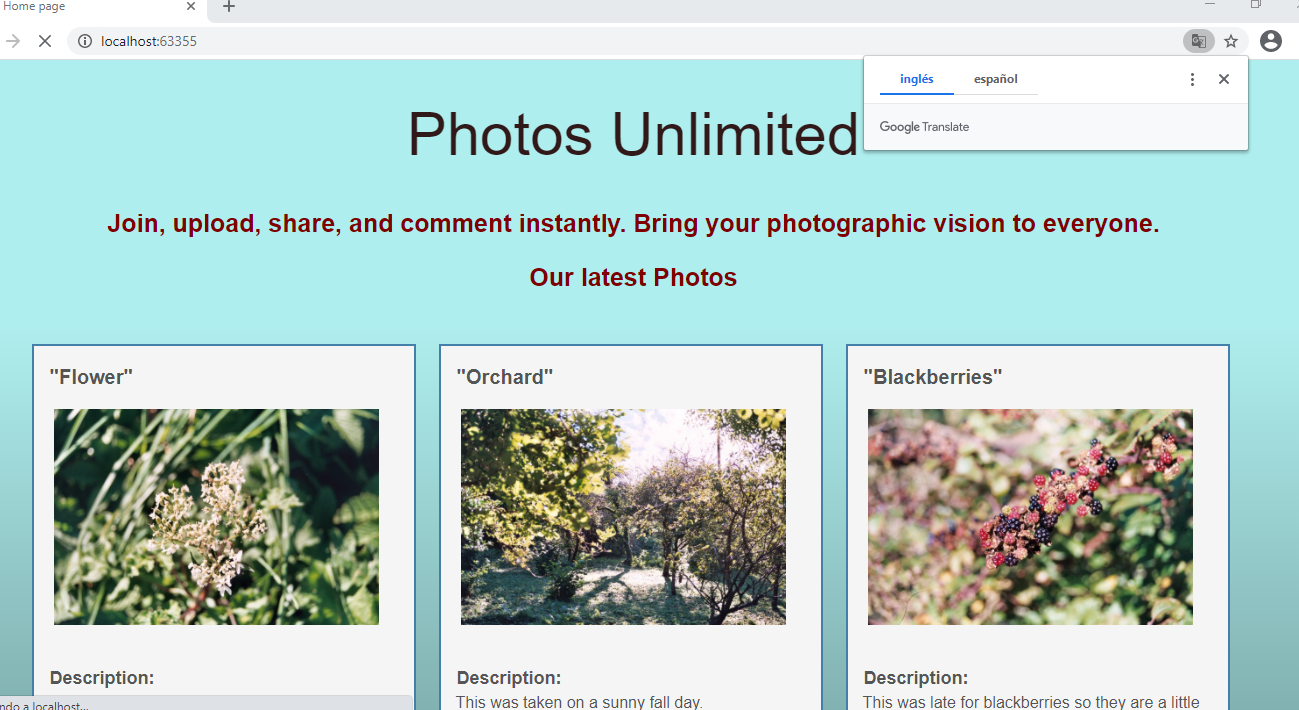 Home page
localhost:63355
inglés español
Google Translate
Photos Unlimited
Join, upload, share, and comment instantly. Bring your photographic vision to everyone.
Our latest Photos
"Flower"
Description:
"Orchard"
Description:
This was taken on a sunny fall day.
"Blackberries"
Description:
This was late for blackberries so they are a little
ndo a localhost...